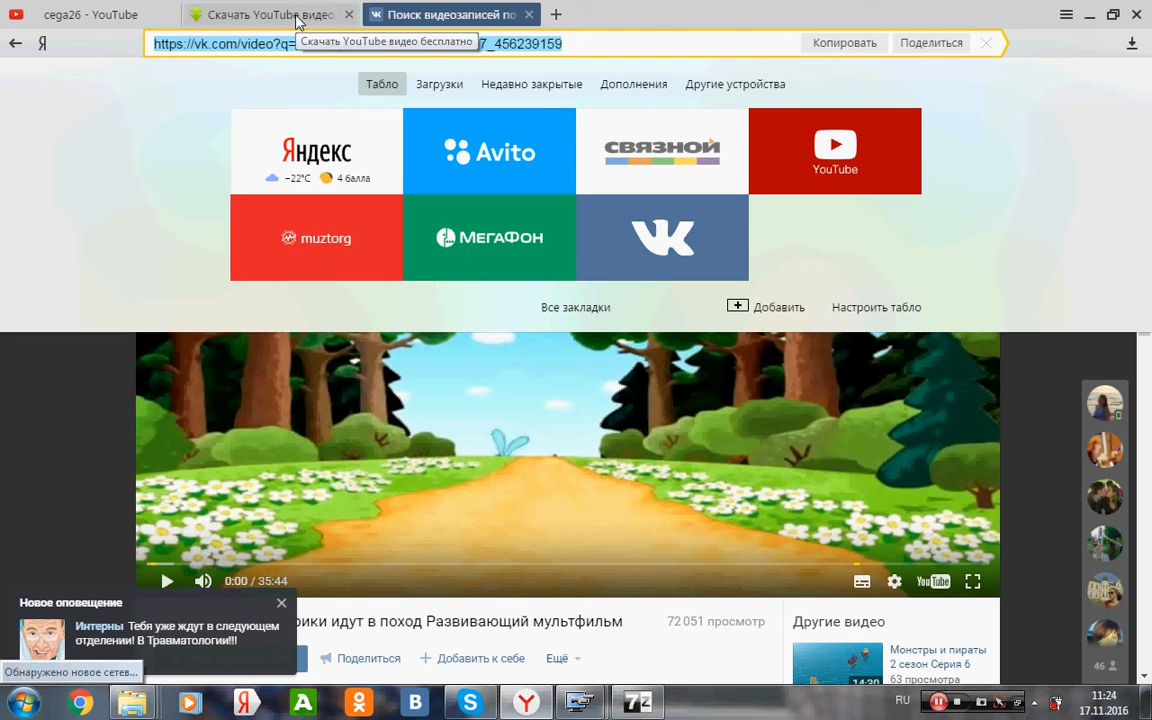 сега26 - YouTube
Скачать YouTube видео
Поиск видеозаписей по
https://vk.com/video?q=
7_456239159
Копировать
Поделиться
Скачать YouTube видео бесплатно
Табло
Загрузки
Недавно закрытые
Дополнения
Другие устройства
Яндекс
−22°C
4 балла
Avito
СВЯЗНОЙ
YouTube
muztorg
МЕГАФОН
Все закладки
Добавить
Настроить табло
0:00 / 35:44
YouTube
Новое оповещение
Интерны Тебя уже ждут в следующем
отделении! В Травматологии!!!
рики идут в поход Развивающий мультфильм
72 051 просмотр
Другие видео
Поделиться
Добавить к себе
Ещё
Монстры и пираты
2 сезон Серия 6
63 просмотра
14:30
46
Обнаружено новое сетев...
RU
11:24
17.11.2016